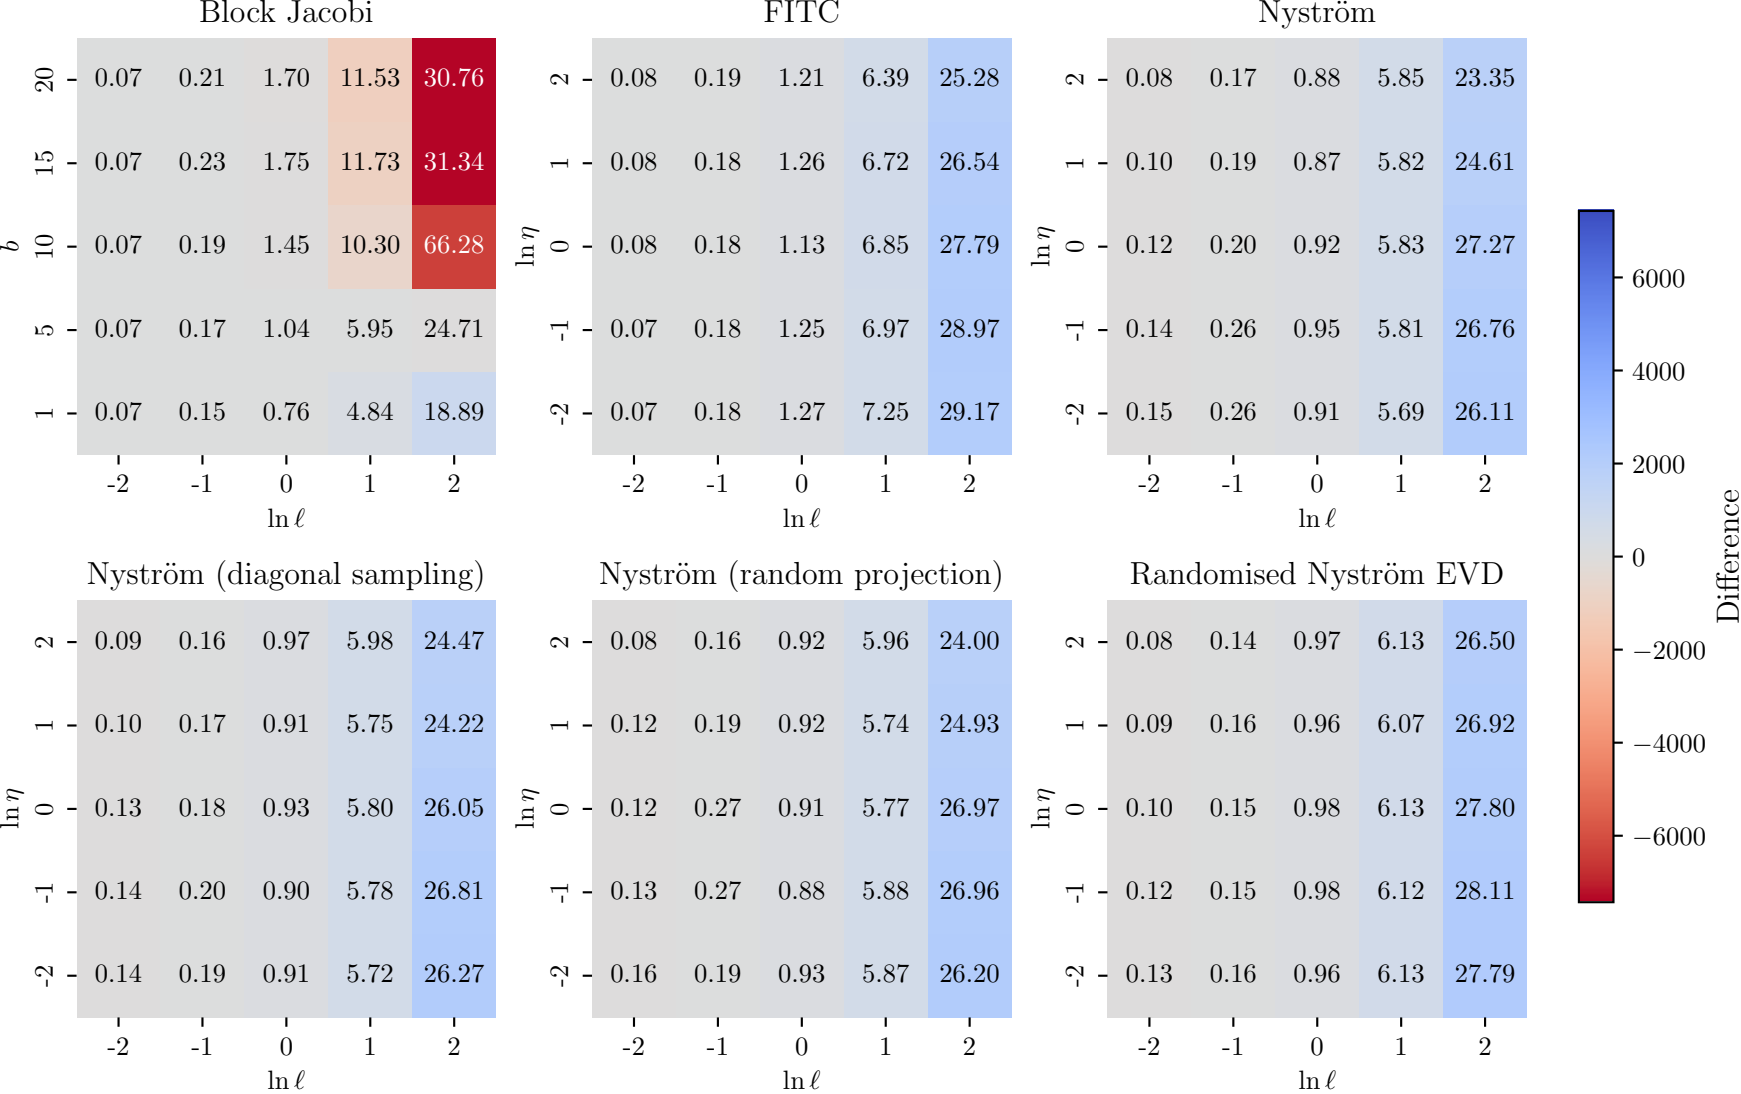 Block Jacobi
20 0.07 0.21 1.70 11.53 30.76
15 0.07 0.23 1.75 11.73 31.34
b 10 0.07 0.19 1.45 10.30 66.28
5 0.07 0.17 1.04 5.95 24.71
1 0.07 0.15 0.76 4.84 18.89
-2 -1 0 1 2
ln ℓ
FITC
2 0.08 0.19 1.21 6.39 25.28
1 0.08 0.18 1.26 6.72 26.54
ln η 0 0.08 0.18 1.13 6.85 27.79
-1 0.07 0.18 1.25 6.97 28.97
-2 0.07 0.18 1.27 7.25 29.17
-2 -1 0 1 2
ln ℓ
Nyström
2 0.08 0.17 0.88 5.85 23.35
1 0.10 0.19 0.87 5.82 24.61
ln η 0 0.12 0.20 0.92 5.83 27.27
-1 0.14 0.26 0.95 5.81 26.76
-2 0.15 0.26 0.91 5.69 26.11
-2 -1 0 1 2
ln ℓ
Nyström (diagonal sampling)
2 0.09 0.16 0.97 5.98 24.47
1 0.10 0.17 0.91 5.75 24.22
ln η 0 0.13 0.18 0.93 5.80 26.05
-1 0.14 0.20 0.90 5.78 26.81
-2 0.14 0.19 0.91 5.72 26.27
-2 -1 0 1 2
ln ℓ
Nyström (random projection)
2 0.08 0.16 0.92 5.96 24.00
1 0.12 0.19 0.92 5.74 24.93
ln η 0 0.12 0.27 0.91 5.77 26.97
-1 0.13 0.27 0.88 5.88 26.96
-2 0.16 0.19 0.93 5.87 26.20
-2 -1 0 1 2
ln ℓ
Randomised Nyström EVD
2 0.08 0.14 0.97 6.13 26.50
1 0.09 0.16 0.96 6.07 26.92
ln η 0 0.10 0.15 0.98 6.13 27.80
-1 0.12 0.15 0.98 6.12 28.11
-2 0.13 0.16 0.96 6.13 27.79
-2 -1 0 1 2
ln ℓ
6000
4000
2000
0
−2000
−4000
−6000
Difference